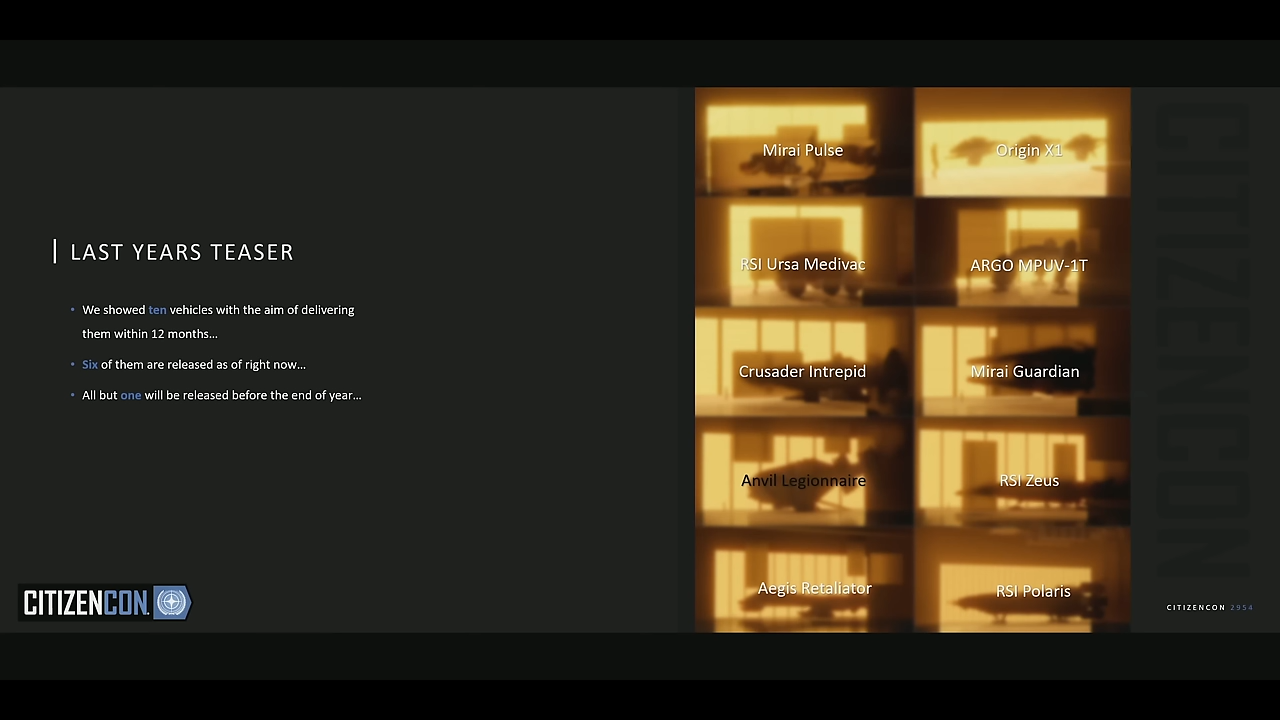 LAST YEARS TEASER
• We showed ten vehicles with the aim of delivering
them within 12 months...
• Six of them are released as of right now...
• All but one will be released before the end of year...
Mirai Pulse
Origin X1
RSI Ursa Medivac
ARGO MPUV-1T
Crusader Intrepid
Mirai Guardian
Anvil Legionnaire
RSI Zeus
Aegis Retaliator
RSI Polaris
CITIZENCON
CITIZENCON.
CITIZENCON 2954